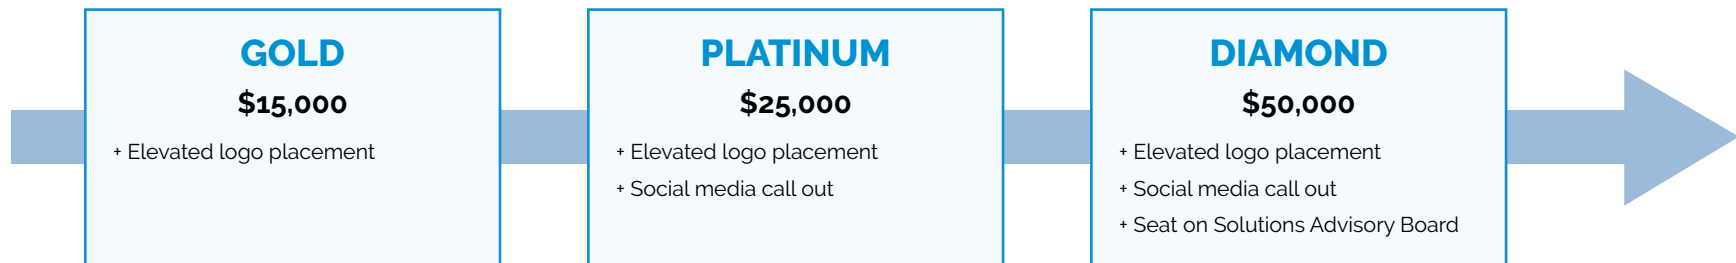 GOLD
$15,000
+ Elevated logo placement
PLATINUM
$25,000
+ Elevated logo placement
+ Social media call out
DIAMOND
$50,000
+ Elevated logo placement
+ Social media call out
+ Seat on Solutions Advisory Board